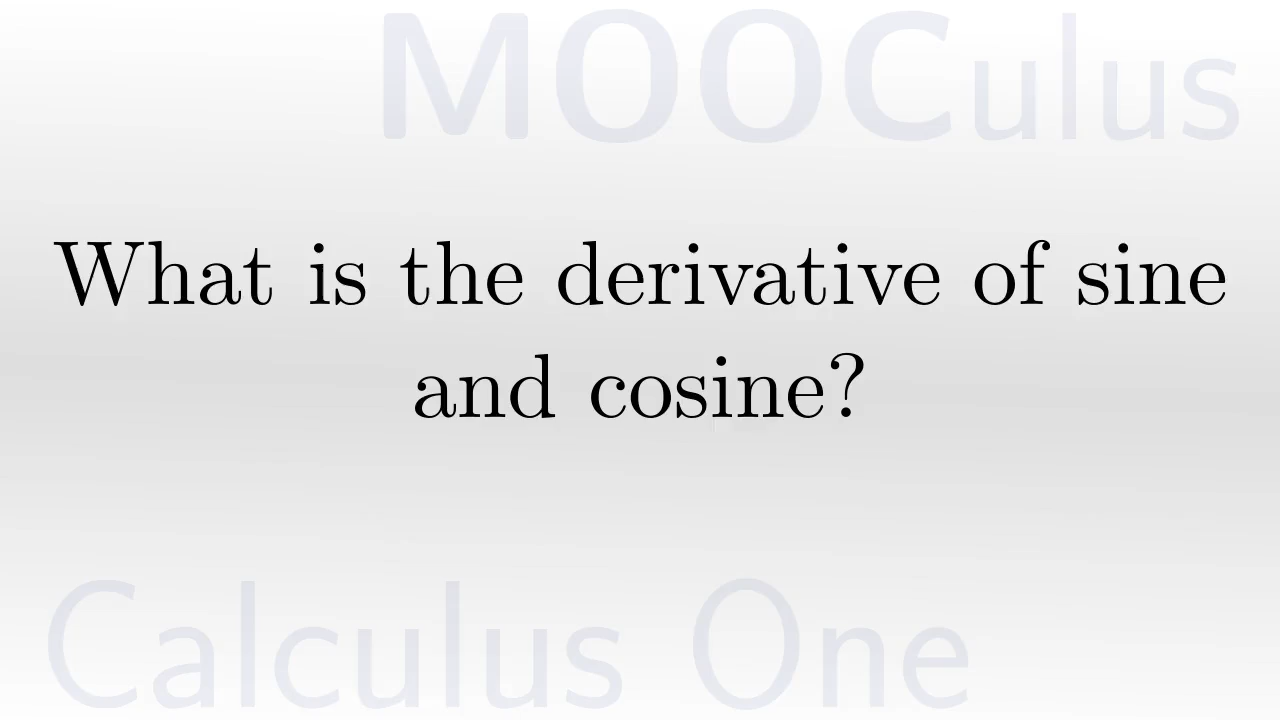 MOOCulus
What is the derivative of sine
and cosine?
Calculus One